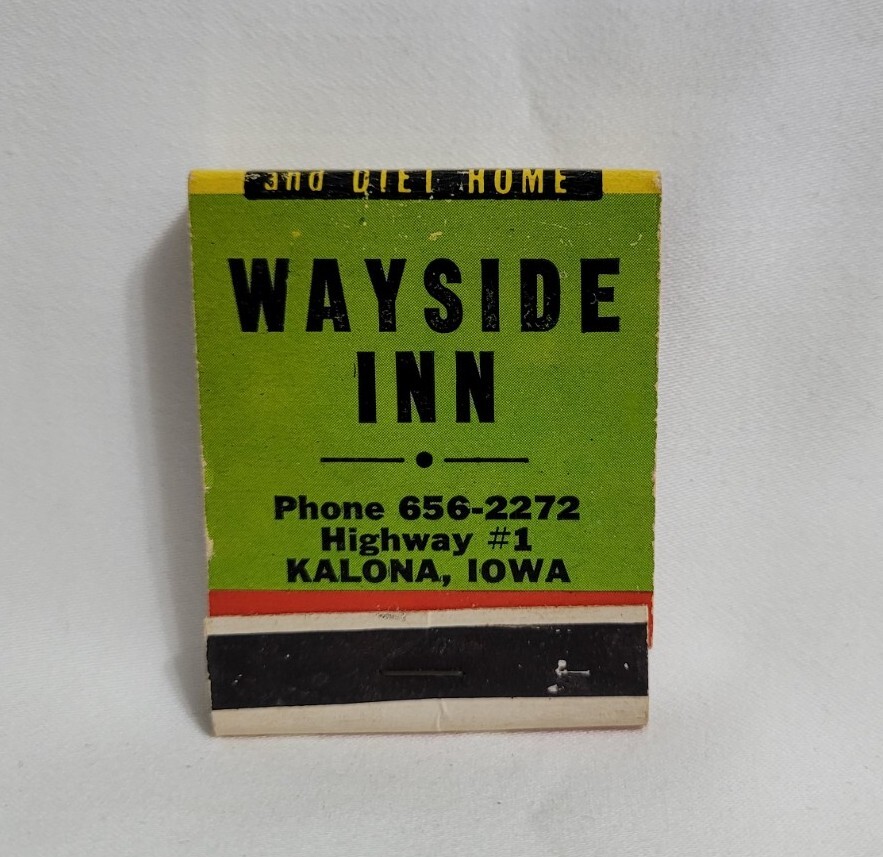 and DIET HOME
WAYSIDE
INN
Phone 656-2272
Highway #1
KALONA, IOWA